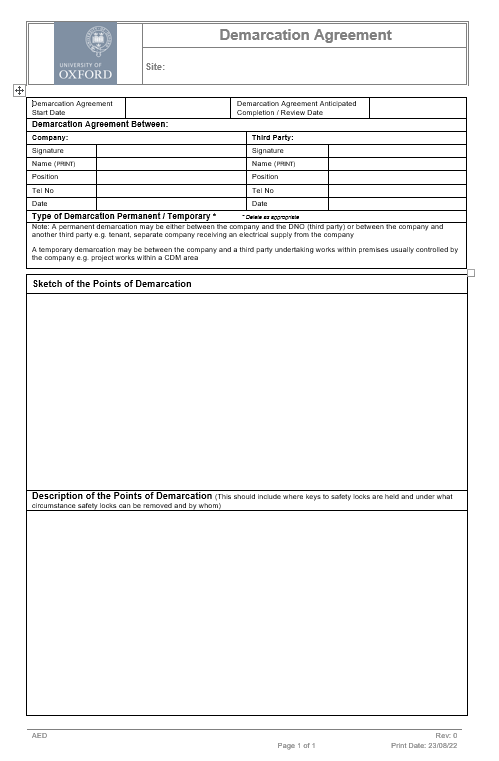 UNIVERSITY OF
OXFORD
Demarcation Agreement
Site:
Demarcation Agreement
Start Date
Demarcation Agreement Anticipated
Completion / Review Date
Demarcation Agreement Between:
Company:
Third Party:
Signature
Signature
Name (PRINT)
Name (PRINT)
Position
Position
Tel No
Tel No
Date
Date
Type of Demarcation Permanent / Temporary * * Delete as appropriate
Note: A permanent demarcation may be either between the company and the DNO (third party) or between the company and
another third party e.g. tenant, separate company receiving an electrical supply from the company
A temporary demarcation may be between the company and a third party undertaking works within premises usually controlled by
the company e.g. project works within a CDM area
Sketch of the Points of Demarcation
Description of the Points of Demarcation (This should include where keys to safety locks are held and under what
circumstance safety locks can be removed and by whom)
AED
Rev: 0
Page 1 of 1
Print Date: 23/08/22